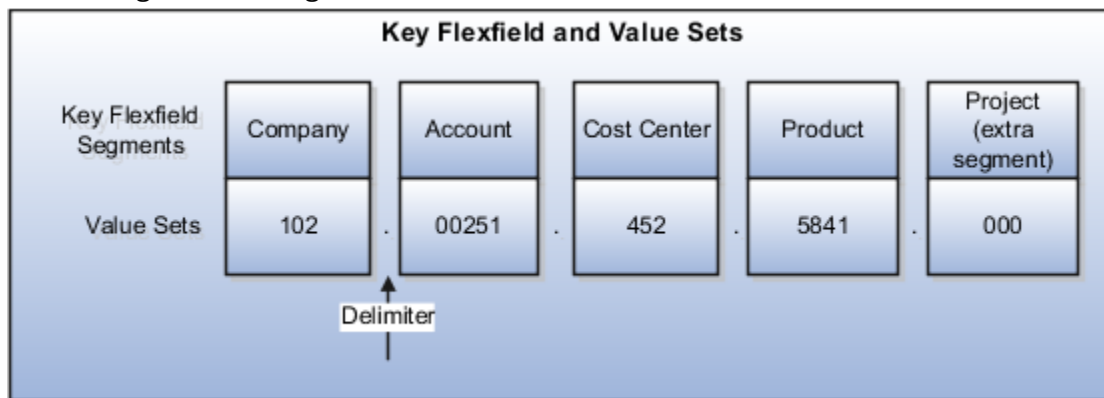 Key Flexfield and Value Sets
Key Flexfield Segments
Company
Account
Cost Center
Product
Project (extra segment)
Value Sets
102 . 00251 . 452 . 5841 . 000
Delimiter